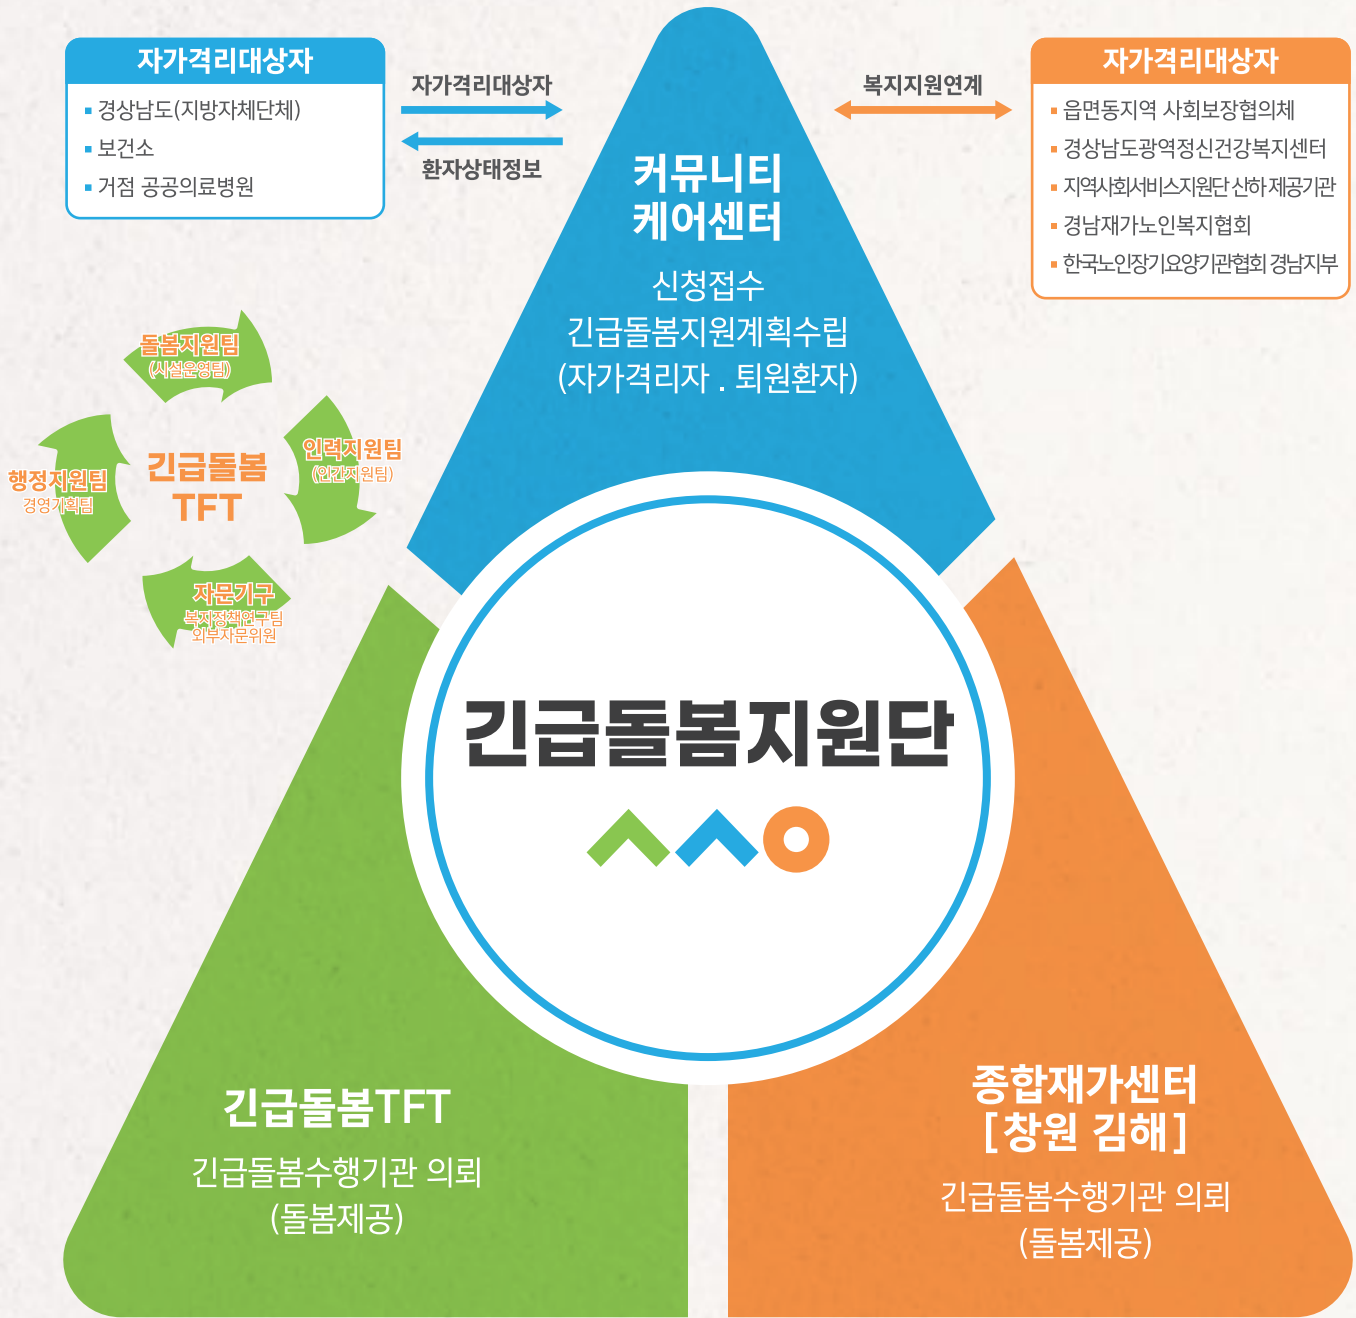 자가격리대상자
▪ 경상남도(지방자체단체)
▪ 보건소
▪ 거점 공공의료병원
자가격리대상자
환자상태정보
복지지원연계
자가격리대상자
▪ 읍면동지역 사회보장협의체
▪ 경상남도광역정신건강복지센터
▪ 지역사회서비스지원단 산하 제공기관
▪ 경남재가노인복지협회
▪ 한국노인장기요양기관협회 경남지부
커뮤니티
케어센터
신청접수
긴급돌봄지원계획수립
(자가격리자 . 퇴원환자)
돌봄지원팀
(시설운영팀)
인력지원팀
(인간지원팀)
행정지원팀
경영기획팀
긴급돌봄
TFT
자문기구
복지정책연구팀
외부자문위원
긴급돌봄지원단
긴급돌봄TFT
긴급돌봄수행기관 의뢰
(돌봄제공)
종합재가센터
[창원 김해]
긴급돌봄수행기관 의뢰
(돌봄제공)